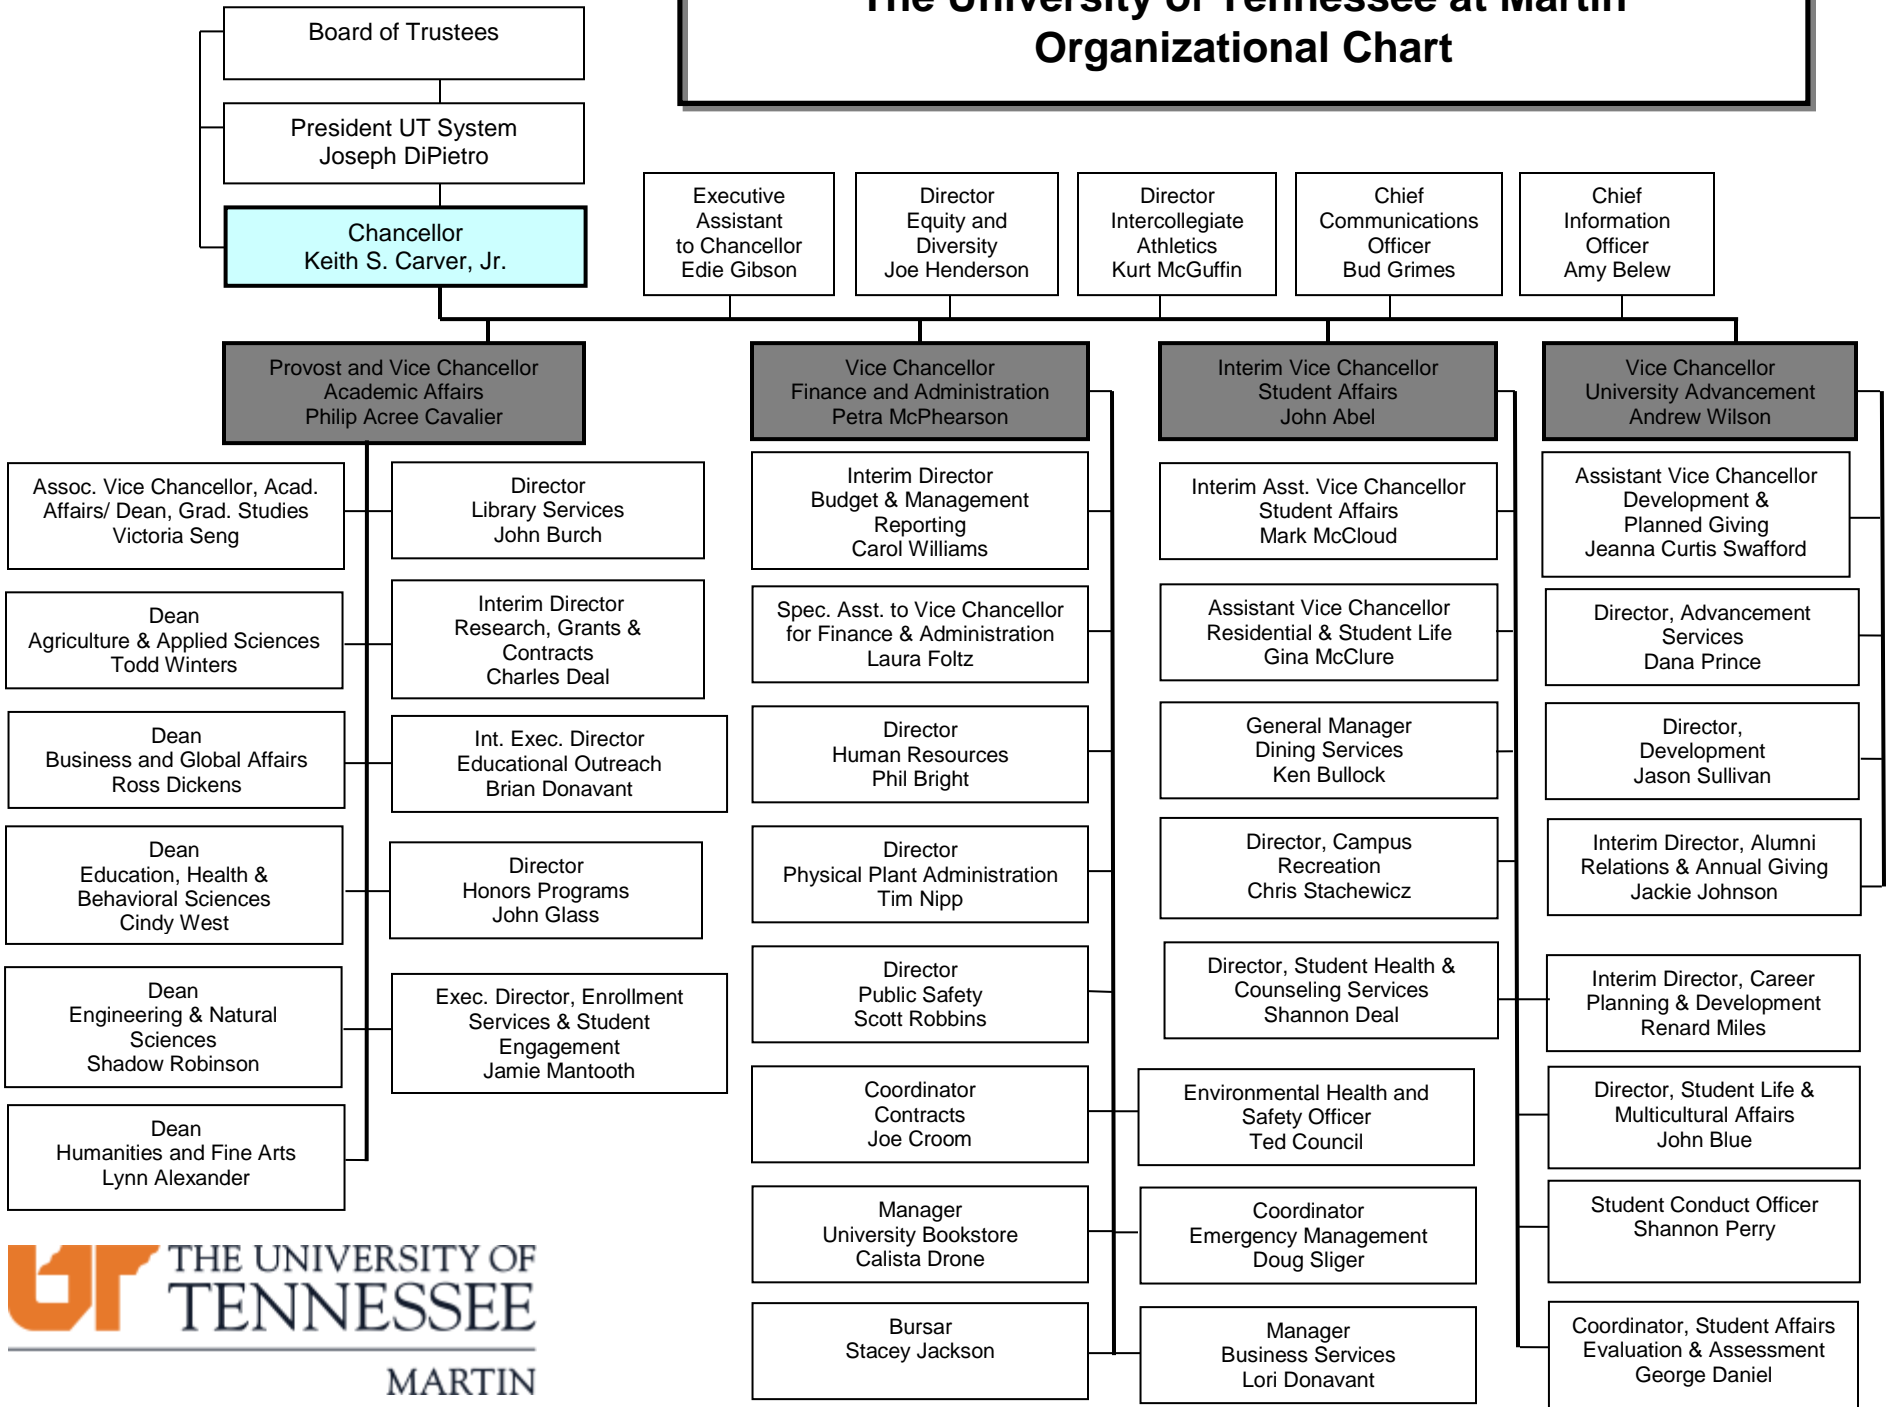 The University of Tennessee at Martin
Organizational Chart
Board of Trustees
President UT System
Joseph DiPietro
Chancellor
Keith S. Carver, Jr.
Executive
Assistant
to Chancellor
Edie Gibson
Director
Equity and
Diversity
Joe Henderson
Director
Intercollegiate
Athletics
Kurt McGuffin
Chief
Communications
Officer
Bud Grimes
Chief
Information
Officer
Amy Belew
Provost and Vice Chancellor
Academic Affairs
Philip Acree Cavalier
Vice Chancellor
Finance and Administration
Petra McPhearson
Interim Vice Chancellor
Student Affairs
John Abel
Vice Chancellor
University Advancement
Andrew Wilson
Assoc. Vice Chancellor, Acad.
Affairs/ Dean, Grad. Studies
Victoria Seng
Dean
Agriculture & Applied Sciences
Todd Winters
Dean
Business and Global Affairs
Ross Dickens
Dean
Education, Health &
Behavioral Sciences
Cindy West
Dean
Engineering & Natural
Sciences
Shadow Robinson
Dean
Humanities and Fine Arts
Lynn Alexander
Director
Library Services
John Burch
Interim Director
Research, Grants &
Contracts
Charles Deal
Int. Exec. Director
Educational Outreach
Brian Donavant
Director
Honors Programs
John Glass
Exec. Director, Enrollment
Services & Student
Engagement
Jamie Mantooth
Interim Director
Budget & Management
Reporting
Carol Williams
Spec. Asst. to Vice Chancellor
for Finance & Administration
Laura Foltz
Director
Human Resources
Phil Bright
Director
Physical Plant Administration
Tim Nipp
Director
Public Safety
Scott Robbins
Coordinator
Contracts
Joe Croom
Manager
University Bookstore
Calista Drone
Bursar
Stacey Jackson
Environmental Health and
Safety Officer
Ted Council
Coordinator
Emergency Management
Doug Sliger
Manager
Business Services
Lori Donavant
Interim Asst. Vice Chancellor
Student Affairs
Mark McCloud
Assistant Vice Chancellor
Residential & Student Life
Gina McClure
General Manager
Dining Services
Ken Bullock
Director, Campus
Recreation
Chris Stachewicz
Director, Student Health &
Counseling Services
Shannon Deal
Interim Director, Career
Planning & Development
Renard Miles
Director, Student Life &
Multicultural Affairs
John Blue
Student Conduct Officer
Shannon Perry
Coordinator, Student Affairs
Evaluation & Assessment
George Daniel
Assistant Vice Chancellor
Development &
Planned Giving
Jeanna Curtis Swafford
Director, Advancement
Services
Dana Prince
Director,
Development
Jason Sullivan
Interim Director, Alumni
Relations & Annual Giving
Jackie Johnson
UT
THE UNIVERSITY OF
TENNESSEE
MARTIN